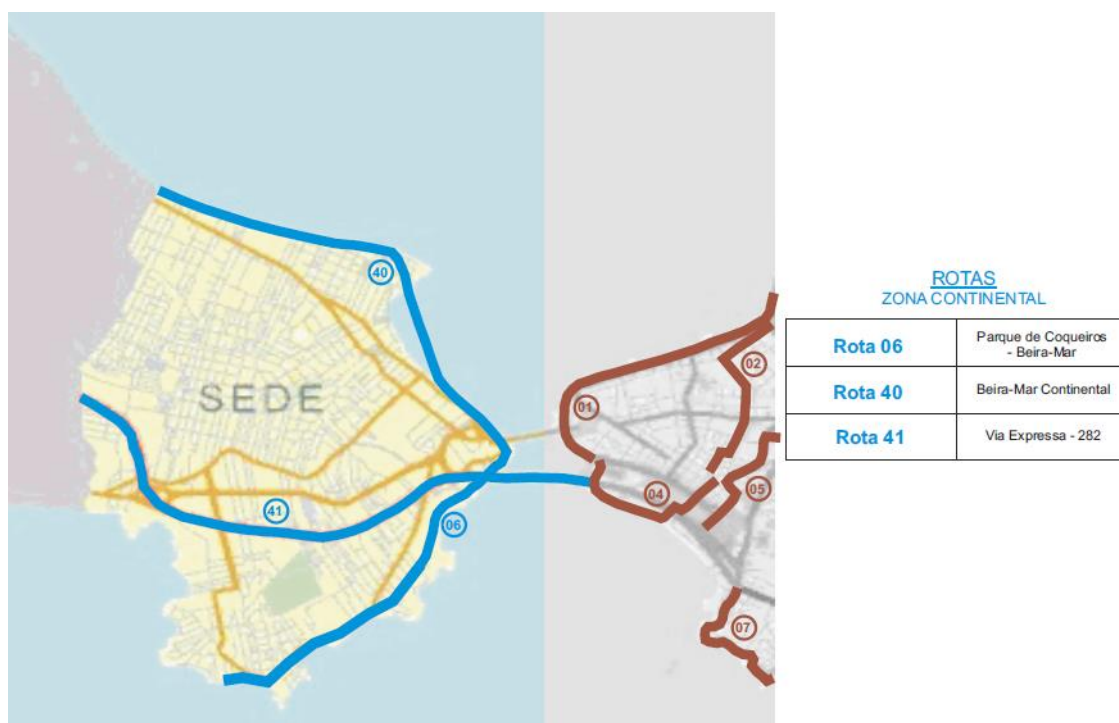 40
SEDE
41
06
01
02
04
05
07
ROTAS
ZONA CONTINENTAL
Rota 06
Parque de Coqueiros
- Beira-Mar
Rota 40
Beira-Mar Continental
Rota 41
Via Expressa - 282